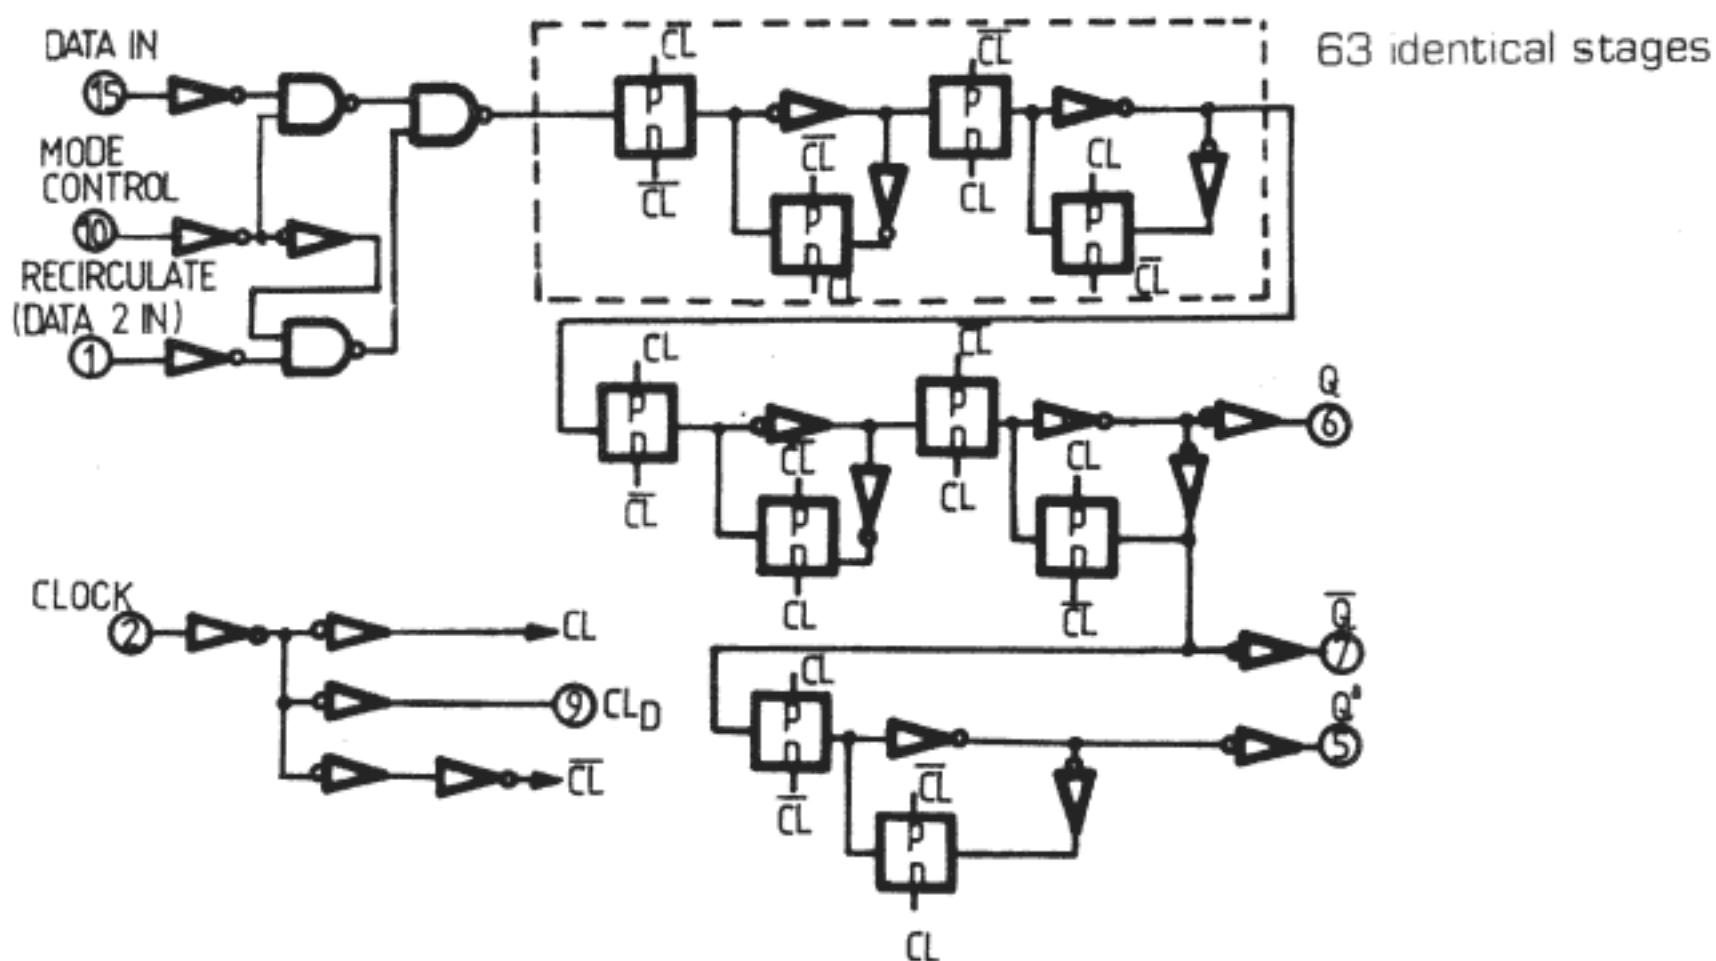 DATA IN
15
63 identical stages
MODE
CONTROL
10
RECIRCULATE
(DATA 2 IN)
1
CL
P
n
C̅L̅
C̅L̅
P
n
CL
C̅L̅
P
n
CL
P
n
C̅L̅
CL
P
n
C̅L̅
C̅L̅
P
n
CL
C̅L̅
P
n
CL
CL
P
n
C̅L̅
Q
6
Q̅
7
CLOCK
2
CL
9 CL_D
C̅L̅
CL
P
n
C̅L̅
C̅L̅
P
n
CL
Q'
5